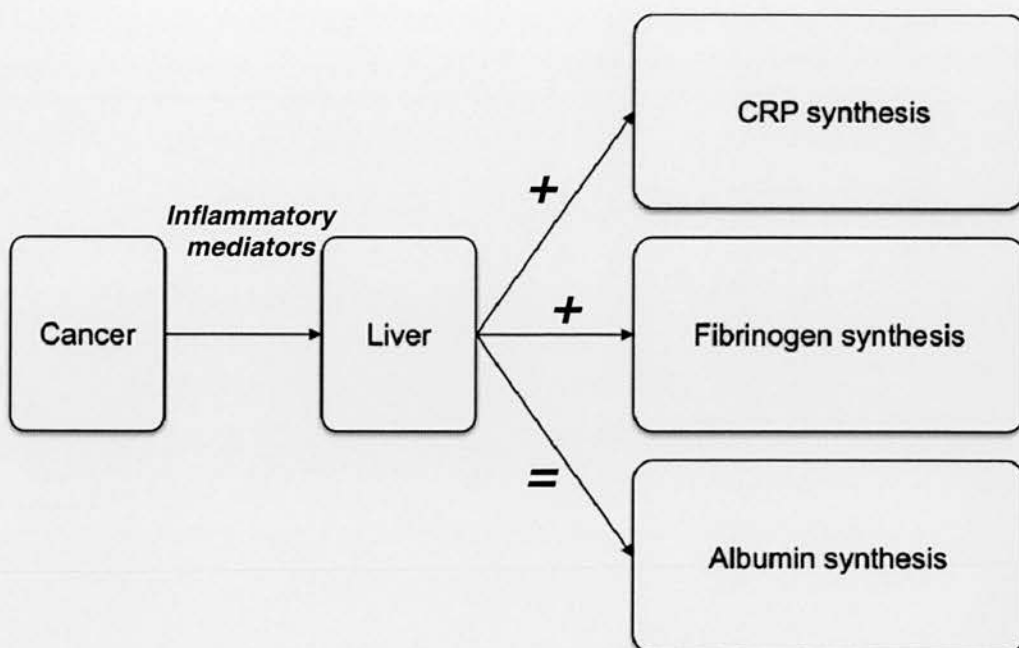 CRP synthesis
+
Inflammatory
mediators
+
Cancer
Liver
Fibrinogen synthesis
=
Albumin synthesis